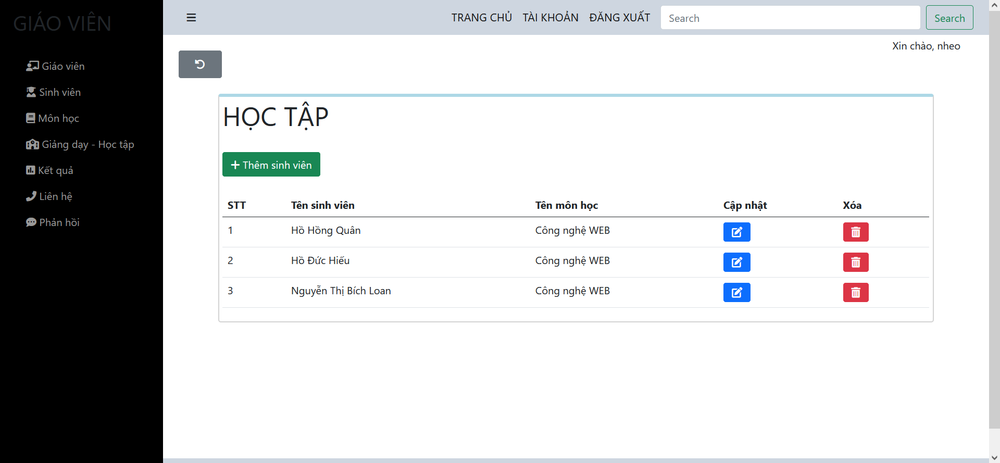 GIÁO VIÊN
Giáo viên
Sinh viên
Môn học
Giảng dạy - Học tập
Kết quả
Liên hệ
Phản hồi
TRANG CHỦ TÀI KHOẢN ĐĂNG XUẤT Search Search
Xin chào, nheo
HỌC TẬP
Thêm sinh viên
STT Tên sinh viên Tên môn học Cập nhật Xóa
1 Hồ Hồng Quân Công nghệ WEB
2 Hồ Đức Hiếu Công nghệ WEB
3 Nguyễn Thị Bích Loan Công nghệ WEB